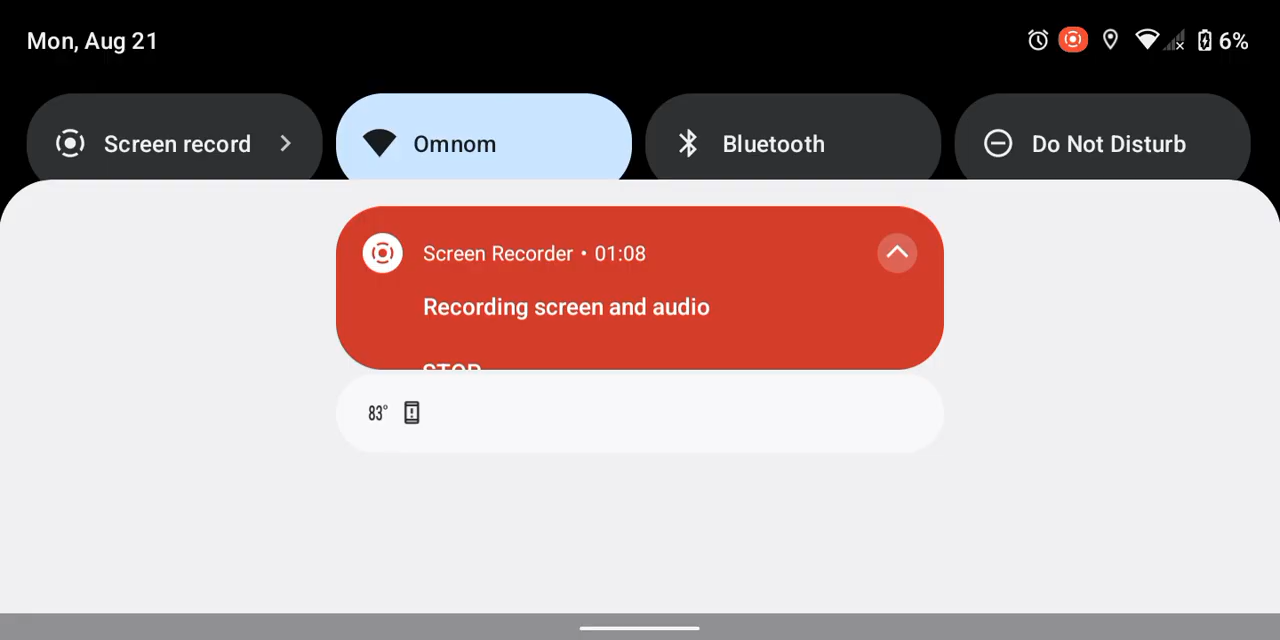 Mon, Aug 21
6%
Screen record
Omnom
Bluetooth
Do Not Disturb
Screen Recorder • 01:08
Recording screen and audio
STOP
83°